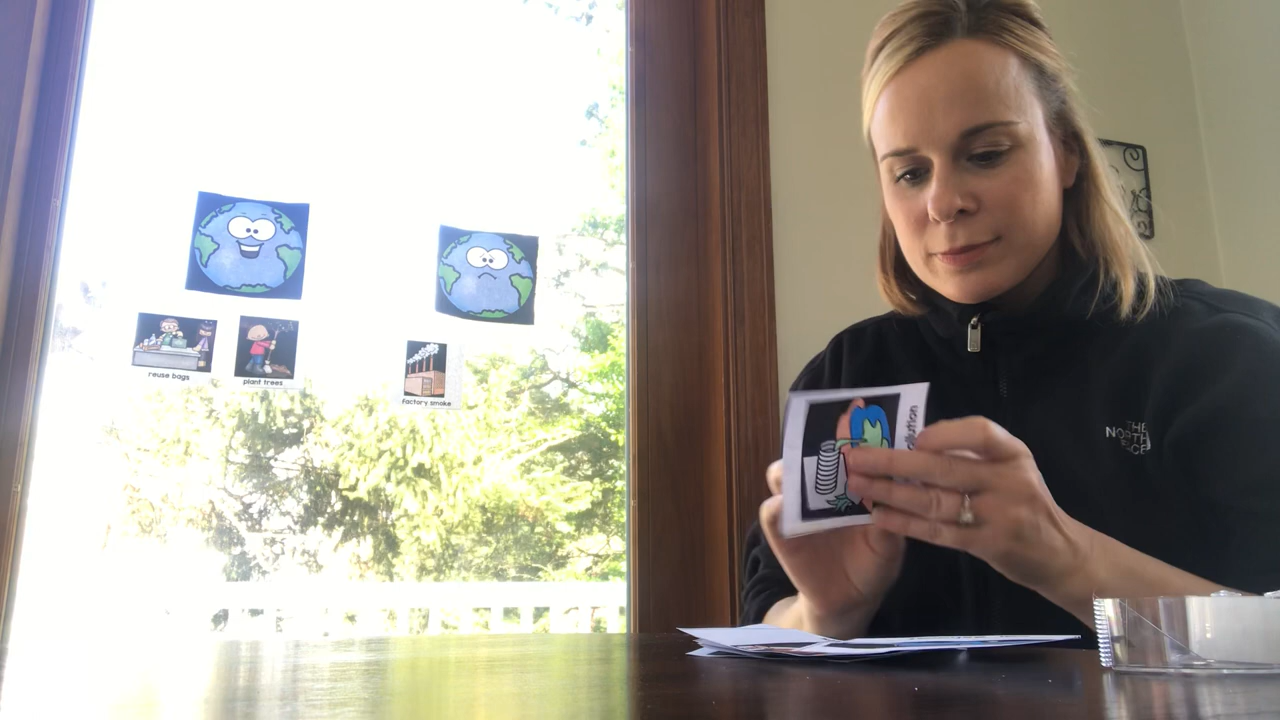 reuse bags
plant trees
factory smoke
THE
NORTH
FACE